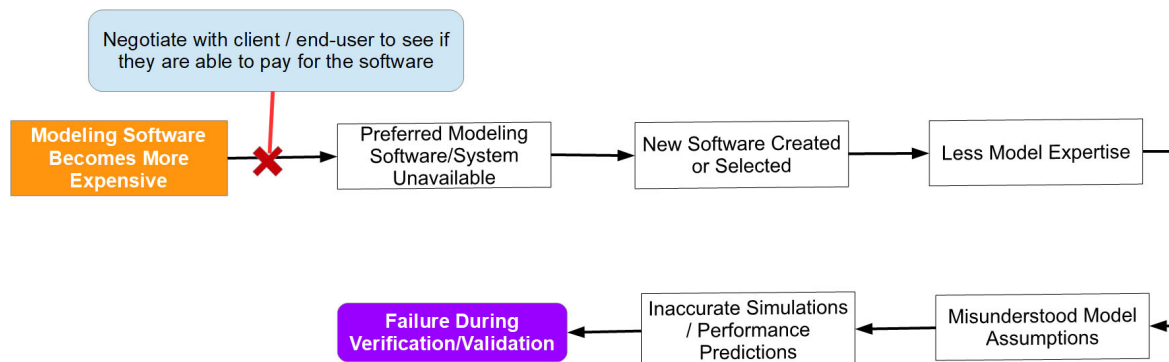 Negotiate with client / end-user to see if
they are able to pay for the software
Modeling Software
Becomes More
Expensive
Preferred Modeling
Software/System
Unavailable
New Software Created
or Selected
Less Model Expertise
Failure During
Verification/Validation
Inaccurate Simulations
/ Performance
Predictions
Misunderstood Model
Assumptions